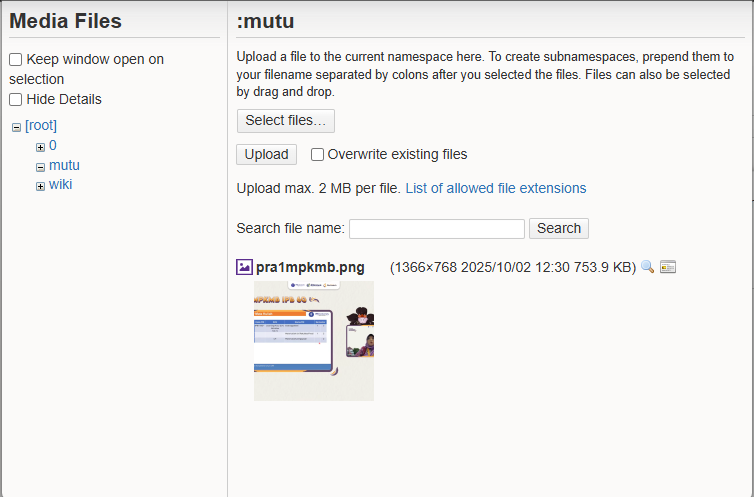 Media Files
Keep window open on
selection
Hide Details
[root]
0
mutu
wiki
:mutu
Upload a file to the current namespace here. To create subnamespaces, prepend them to
your filename separated by colons after you selected the files. Files can also be selected
by drag and drop.
Select files…
Upload
Overwrite existing files
Upload max. 2 MB per file. List of allowed file extensions
Search file name:
Search
pra1mpkmb.png (1366×768 2025/10/02 12:30 753.9 KB)